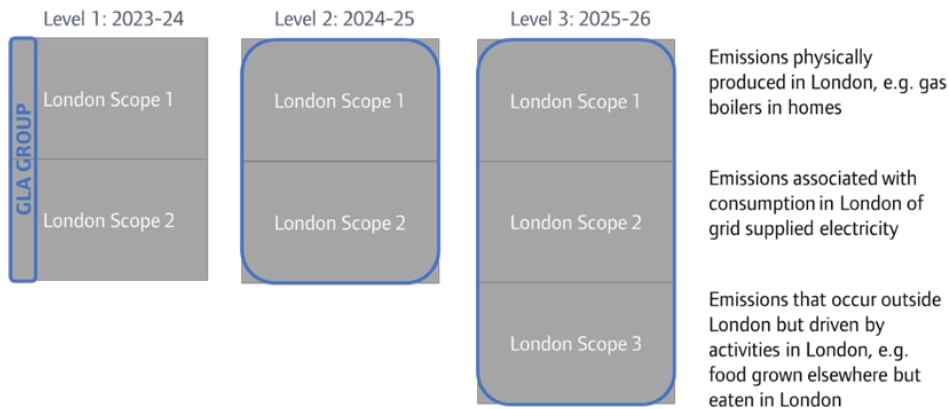 Level 1: 2023-24
Level 2: 2024-25
Level 3: 2025-26
GLA GROUP
London Scope 1
London Scope 2
London Scope 1
London Scope 2
London Scope 1
London Scope 2
London Scope 3
Emissions physically
produced in London, e.g. gas
boilers in homes
Emissions associated with
consumption in London of
grid supplied electricity
Emissions that occur outside
London but driven by
activities in London, e.g.
food grown elsewhere but
eaten in London